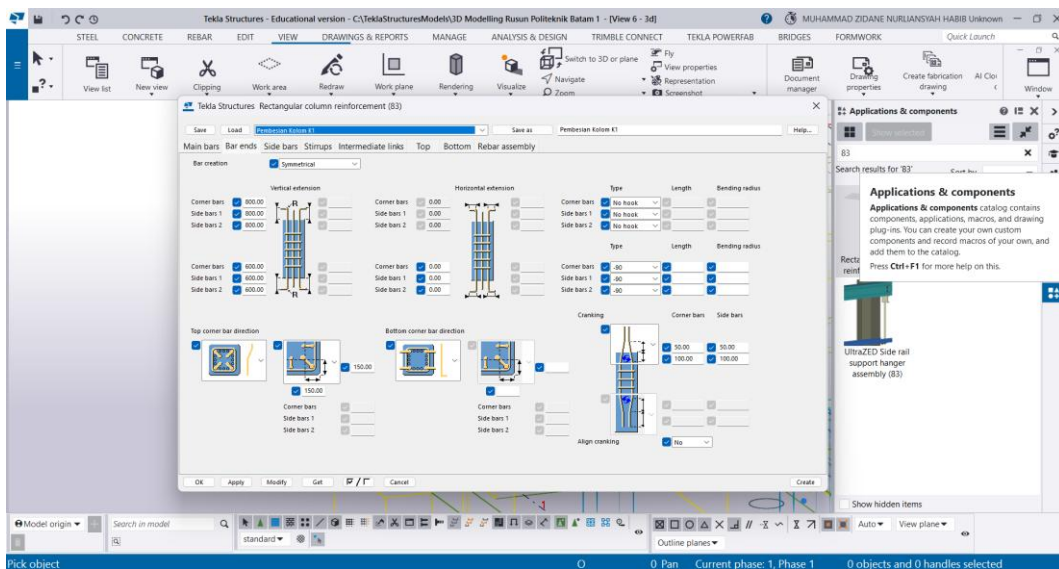 Tekla Structures - Educational version - C:\TeklaStructuresModels\3D Modelling Rusun Politeknik Batam 1 - [View 6 - 3d]
MUHAMMAD ZIDANE NURLIANSYAH HABIB Unknown
STEEL CONCRETE REBAR EDIT VIEW DRAWINGS & REPORTS MANAGE ANALYSIS & DESIGN TRIMBLE CONNECT TEKLA POWERFAB BRIDGES FORMWORK Quick Launch
View list New view Clipping Work area Redraw Work plane Rendering Visualize
Switch to 3D or plane
Navigate
Zoom
Fly
View properties
Representation
Screenshot
Document manager
Drawing properties
Create fabrication drawing
AI Clo
Window
Tekla Structures Rectangular column reinforcement (83)
Save Load Pembesian Kolom K1 Save as Pembesian Kolom K1 Help...
Main bars Bar ends Side bars Stirrups Intermediate links Top Bottom Rebar assembly
Bar creation Symmetrical
Vertical extension Horizontal extension Type Length Bending radius
Corner bars 800.00 Corner bars 0.00 Corner bars No hook
Side bars 1 800.00 Side bars 1 0.00 Side bars 1 No hook
Side bars 2 800.00 Side bars 2 0.00 Side bars 2 No hook
Type Length Bending radius
Corner bars 600.00 Corner bars 0.00 Corner bars -90
Side bars 1 600.00 Side bars 1 0.00 Side bars 1 -90
Side bars 2 600.00 Side bars 2 0.00 Side bars 2 -90
R
R
Cranking Corner bars Side bars
Top corner bar direction Bottom corner bar direction
50.00 50.00
100.00 100.00
150.00
150.00
Corner bars Corner bars
Side bars 1 Side bars 1
Side bars 2 Side bars 2
Align cranking No
OK Apply Modify Get Cancel Create
Applications & components
Show selected
83
Search results for '83'
Applications & components
Applications & components catalog contains
components, applications, macros, and drawing
plug-ins. You can create your own custom
components and record macros of your own, and
add them to the catalog.
Press Ctrl+F1 for more help on this.
UltraZED Side rail
support hanger
assembly (83)
Show hidden items
Model origin Search in model
standard
Auto View plane
Outline planes
Pick object O 0 Pan Current phase: 1, Phase 1 0 objects and 0 handles selected